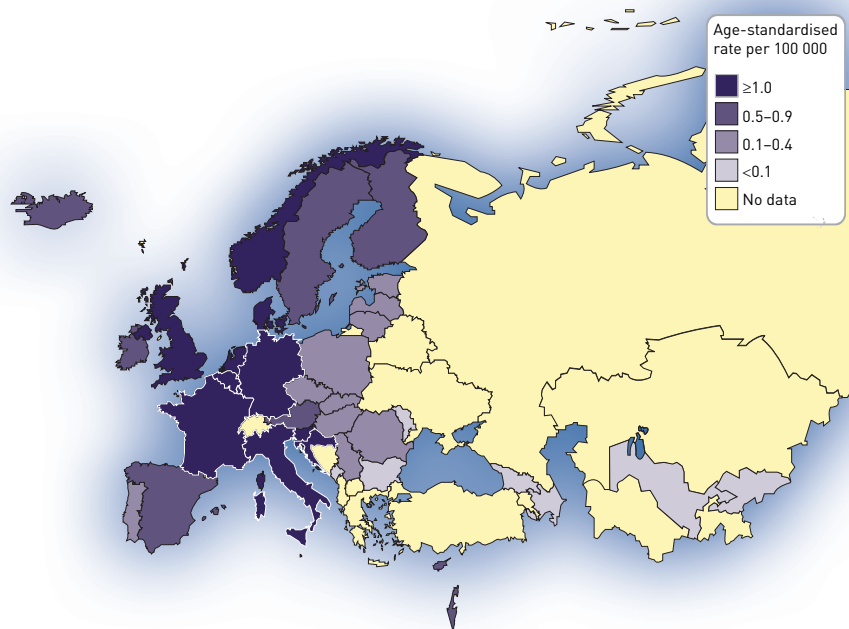 Age-standardised
rate per 100 000
≥1.0
0.5–0.9
0.1–0.4
<0.1
No data